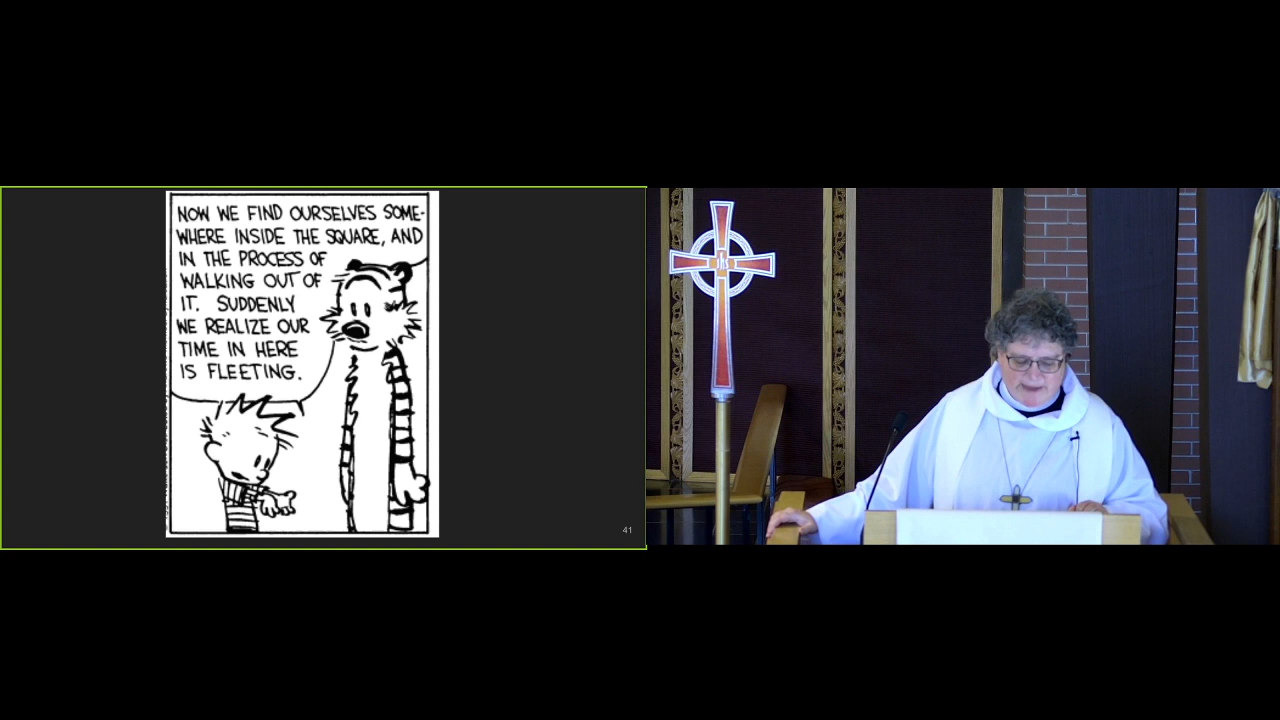 NOW WE FIND OURSELVES SOME-
WHERE INSIDE THE SQUARE, AND
IN THE PROCESS OF
WALKING OUT OF
IT. SUDDENLY
WE REALIZE OUR
TIME IN HERE
IS FLEETING.
41
IHS